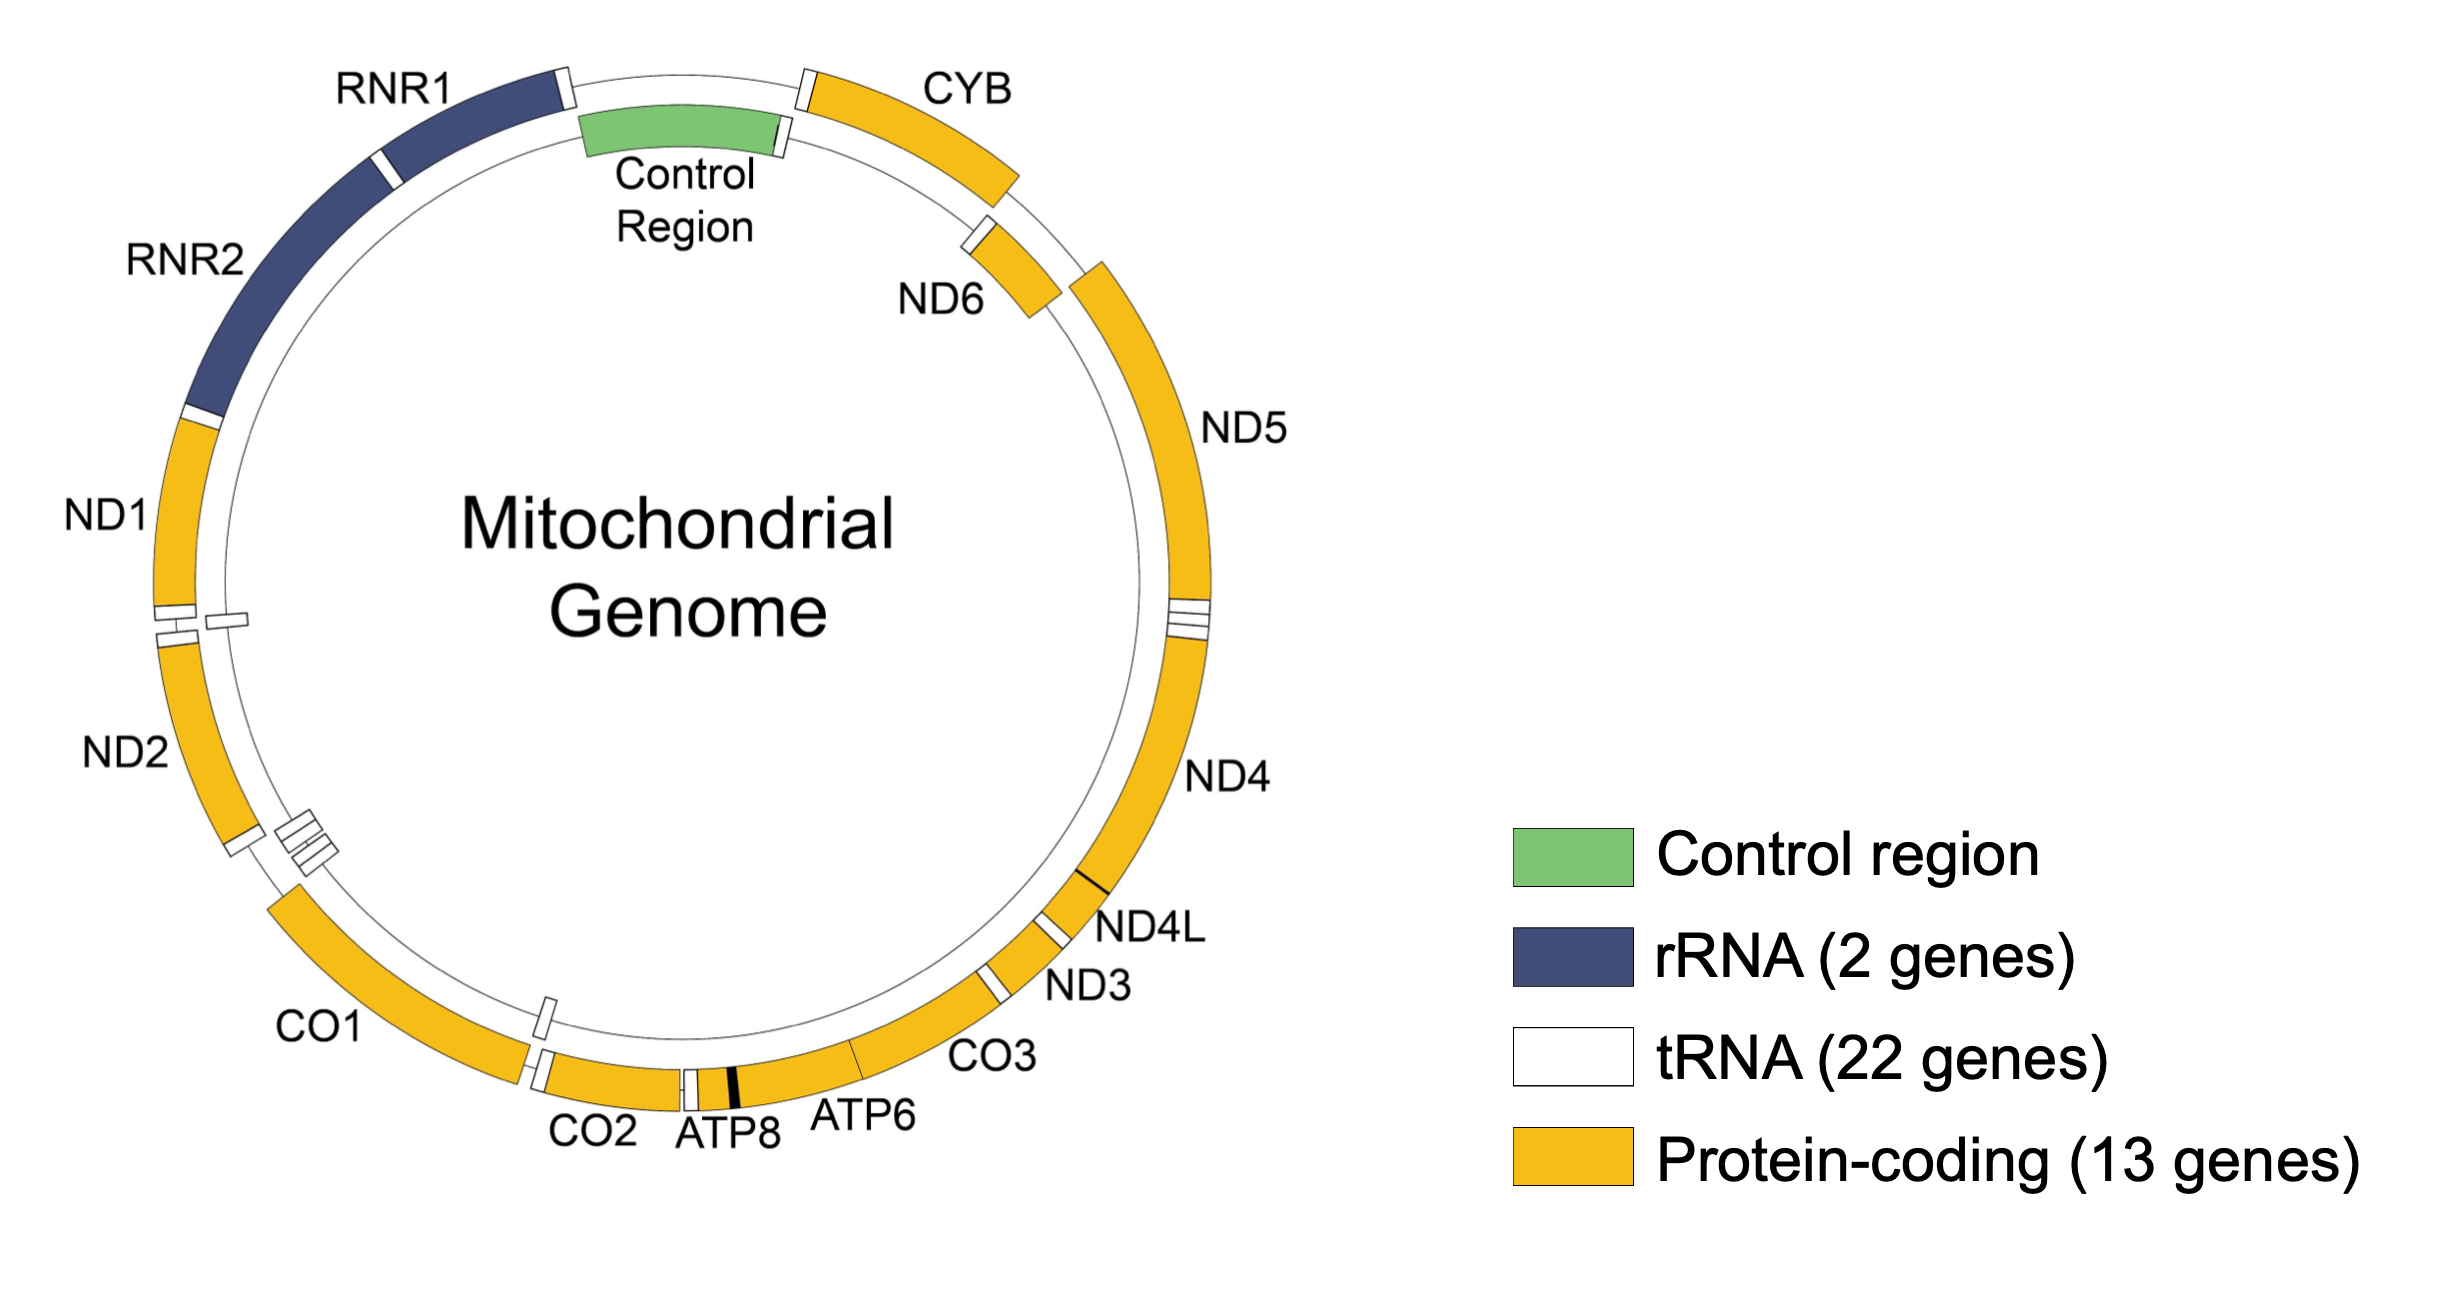 RNR1
CYB
Control
Region
RNR2
ND6
ND5
ND1
Mitochondrial
Genome
ND2
ND4
ND4L
ND3
CO1
CO3
CO2
ATP8
ATP6
Control region
rRNA (2 genes)
tRNA (22 genes)
Protein-coding (13 genes)